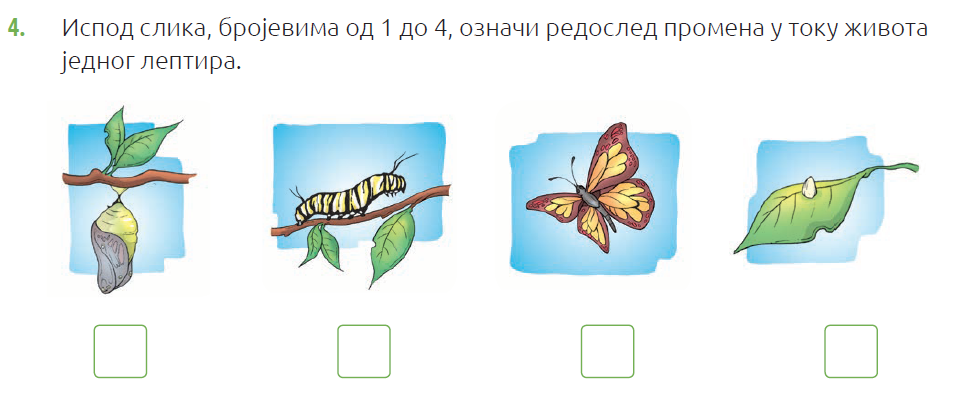 4. Испод слика, бројевима од 1 до 4, означи редослед промена у току живота
једног лептира.